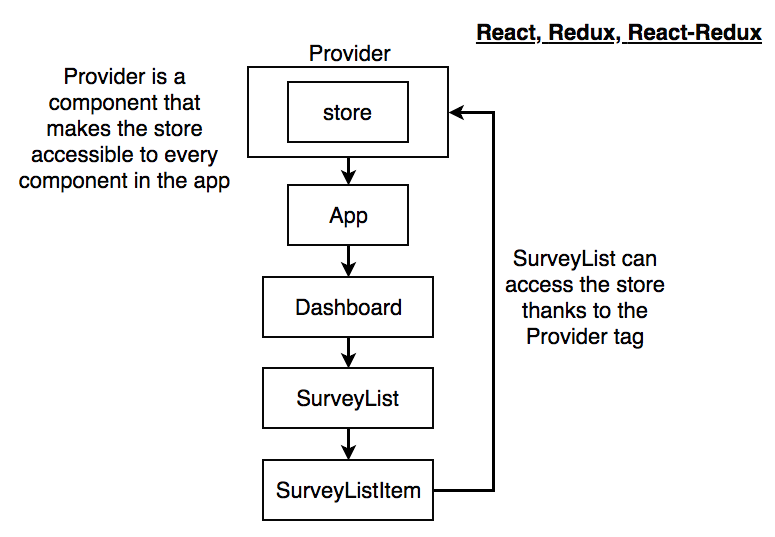 React, Redux, React-Redux
Provider
Provider is a
component that
makes the store
accessible to every
component in the app
store
App
Dashboard
SurveyList can
access the store
thanks to the
Provider tag
SurveyList
SurveyListItem